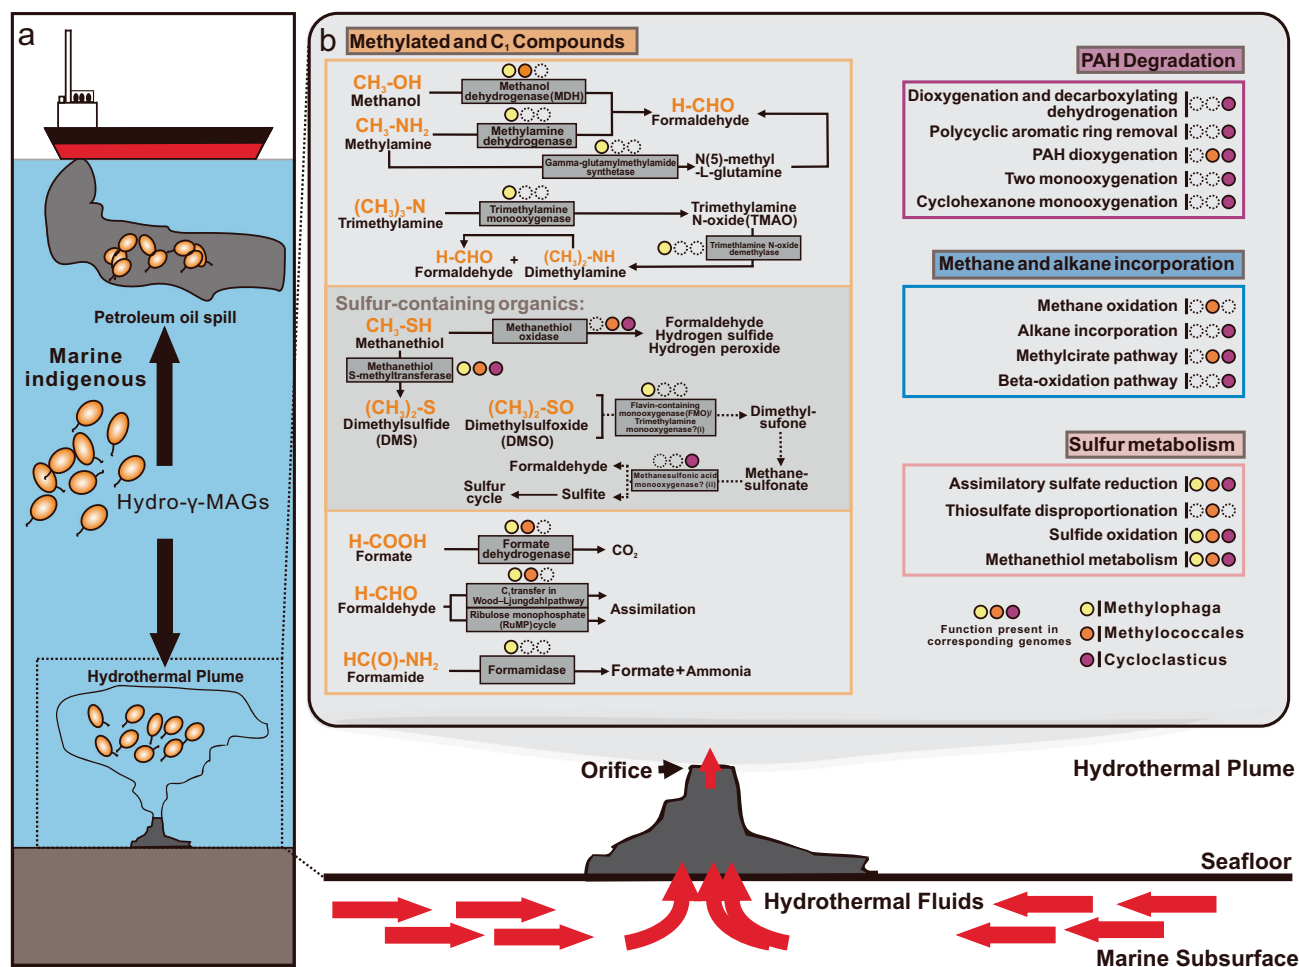 a
Petroleum oil spill
Marine
indigenous
Hydro-γ-MAGs
Hydrothermal Plume
b
Methylated and C₁ Compounds
CH₃-OH
Methanol
Methanol
dehydrogenase(MDH)
H-CHO
Formaldehyde
CH₃-NH₂
Methylamine
Methylamine
dehydrogenase
Gamma-glutamylmethylamide
synthetase
N(5)-methyl
-L-glutamine
(CH₃)₃-N
Trimethylamine
Trimethylamine
monooxygenase
Trimethylamine
N-oxide(TMAO)
Trimethlamine N-oxide
demethylase
H-CHO
Formaldehyde
+
(CH₃)₂-NH
Dimethylamine
Sulfur-containing organics:
CH₃-SH
Methanethiol
Methanethiol
oxidase
Formaldehyde
Hydrogen sulfide
Hydrogen peroxide
Methanethiol
S-methyltransferase
(CH₃)₂-S
Dimethylsulfide
(DMS)
(CH₃)₂-SO
Dimethylsulfoxide
(DMSO)
Flavin-containing
monooxygenase(FMO)/
Trimethylamine
monooxygenase?(i)
Dimethyl-
sufone
Methane-
sulfonate
Methanesulfonic acid
monooxygenase? (ii)
Formaldehyde
Sulfite
Sulfur
cycle
H-COOH
Formate
Formate
dehydrogenase
CO₂
H-CHO
Formaldehyde
C₁transfer in
Wood–Ljungdahlpathway
Ribulose monophosphate
(RuMP)cycle
Assimilation
HC(O)-NH₂
Formamide
Formamidase
Formate+Ammonia
PAH Degradation
Dioxygenation and decarboxylating
dehydrogenation
Polycyclic aromatic ring removal
PAH dioxygenation
Two monooxygenation
Cyclohexanone monooxygenation
Methane and alkane incorporation
Methane oxidation
Alkane incorporation
Methylcirate pathway
Beta-oxidation pathway
Sulfur metabolism
Assimilatory sulfate reduction
Thiosulfate disproportionation
Sulfide oxidation
Methanethiol metabolism
Function present in
corresponding genomes
Methylophaga
Methylococcales
Cycloclasticus
Orifice
Hydrothermal Plume
Seafloor
Hydrothermal Fluids
Marine Subsurface